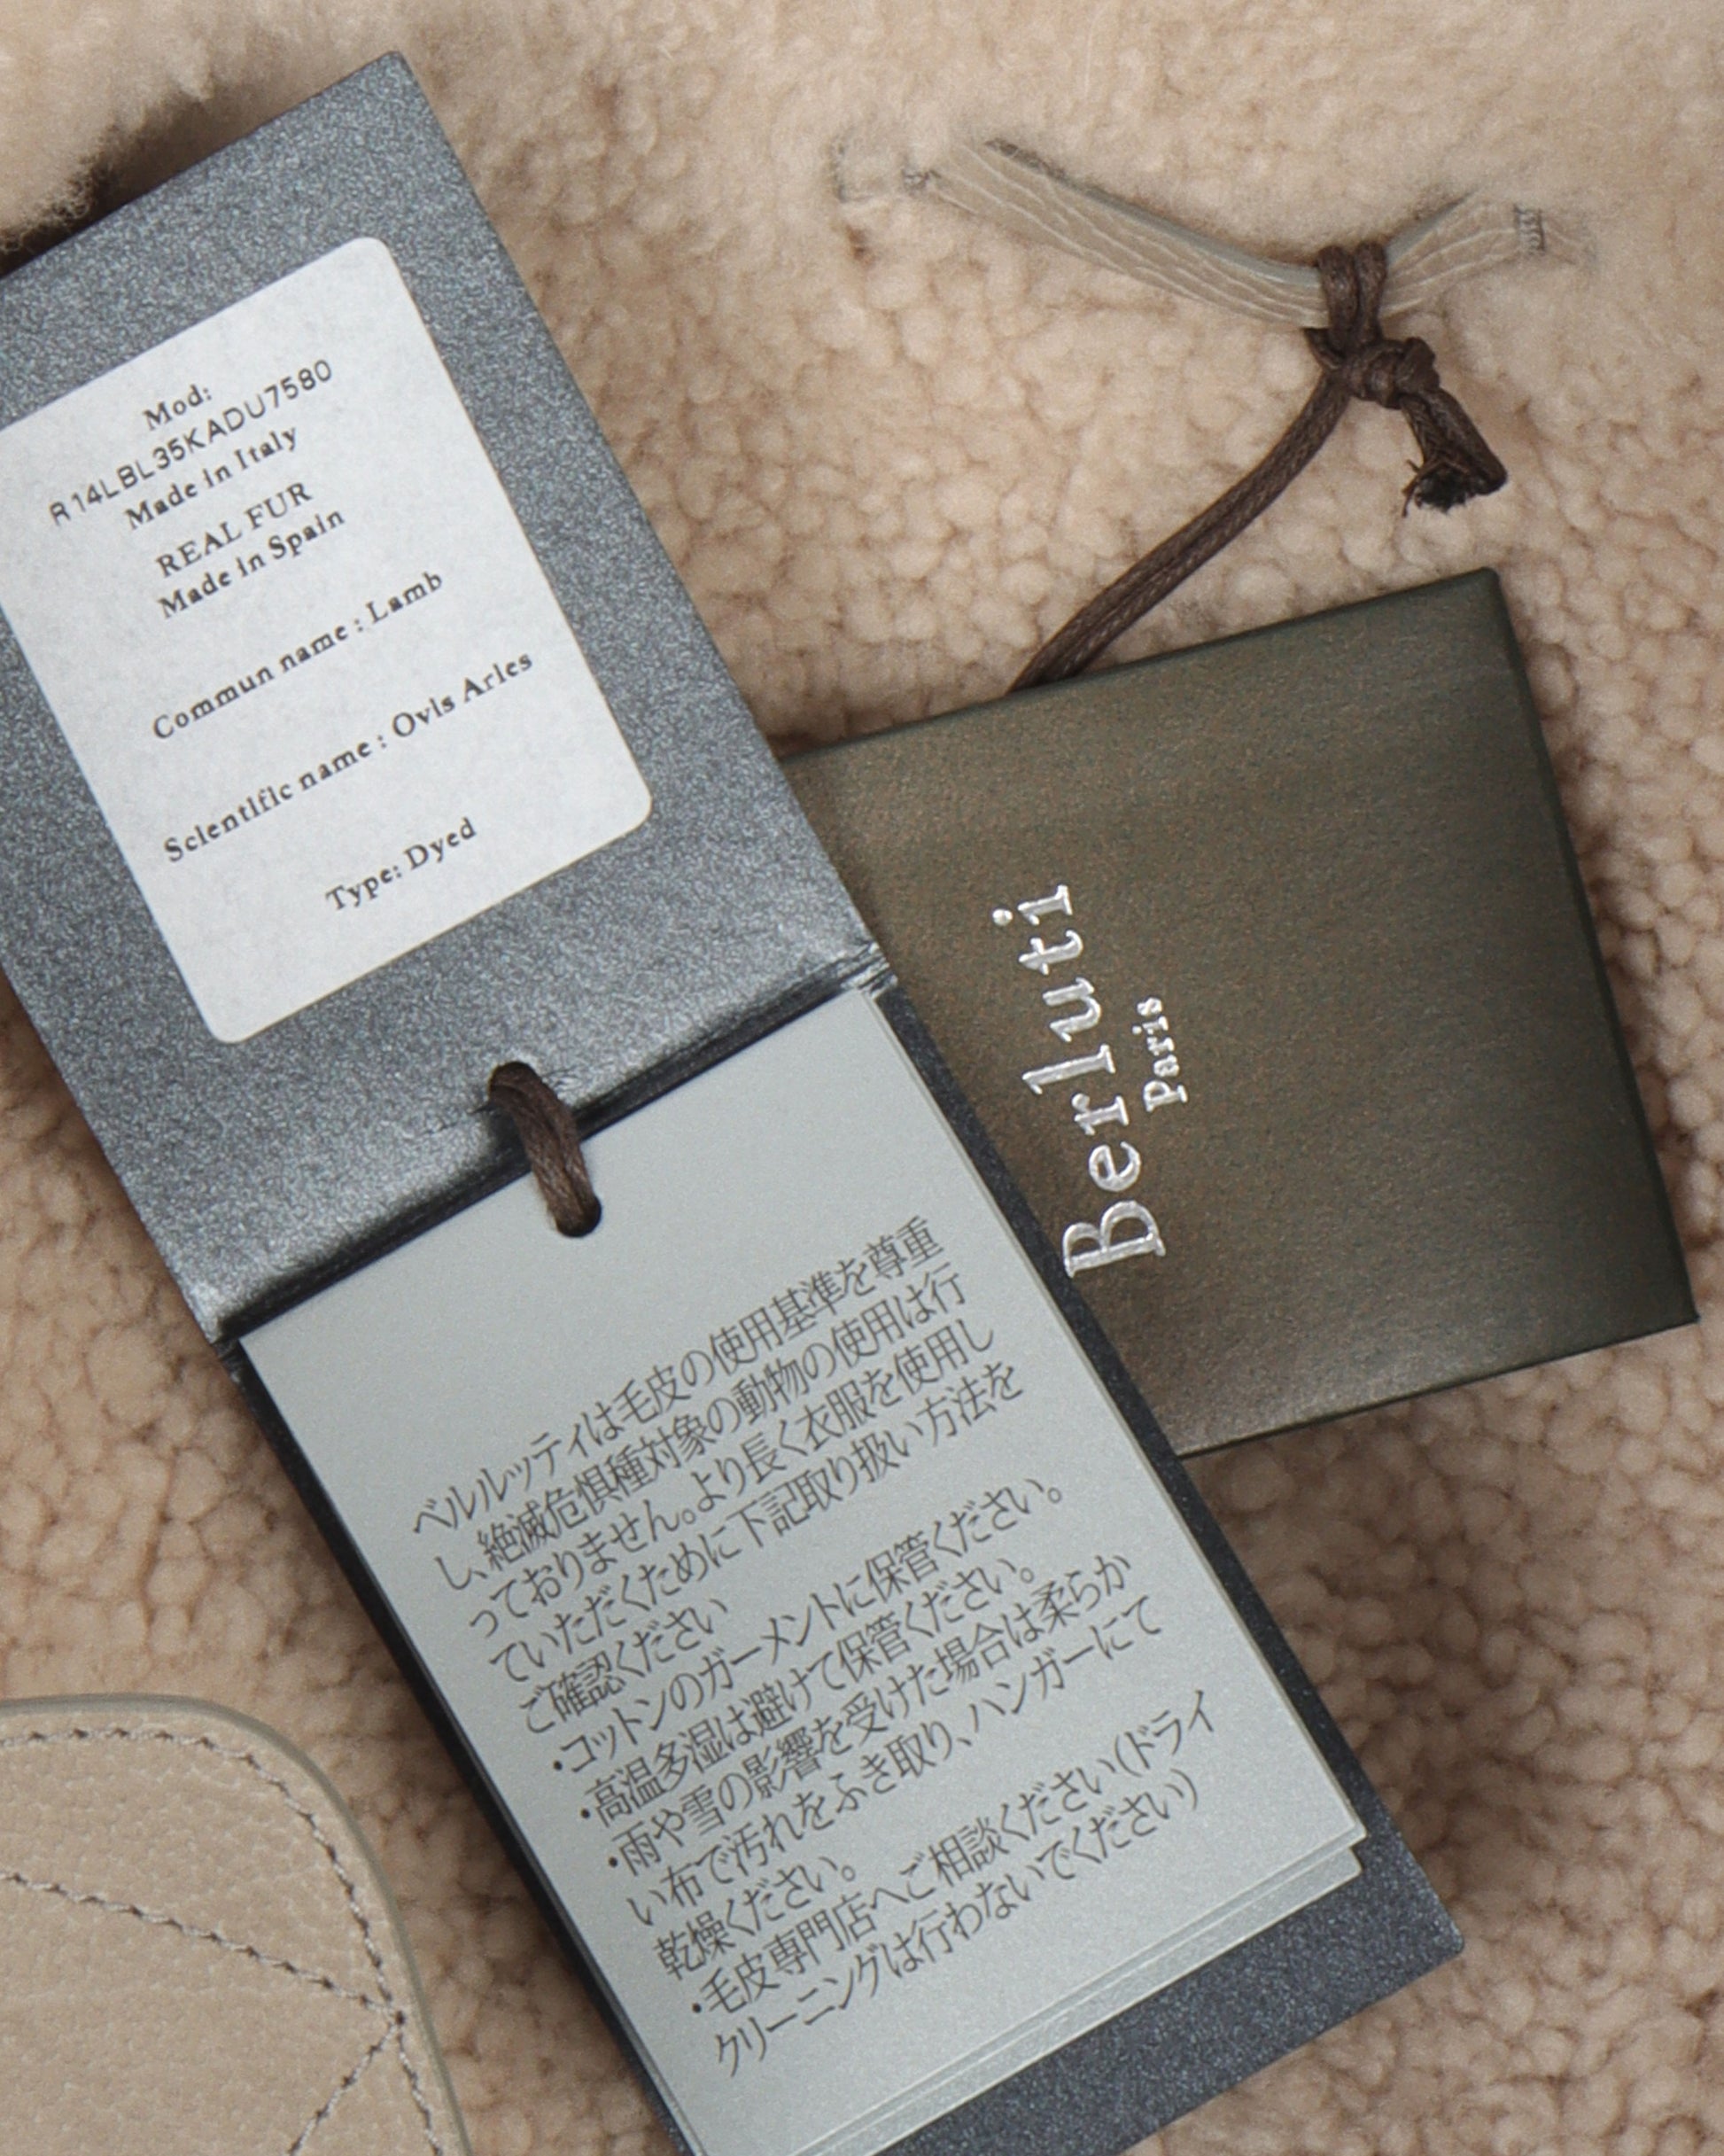 Mod:
R14LBL35KADU7580
Made in Italy
REAL FUR
Made in Spain
Commun name : Lamb
Scientific name : Ovis Aries
Type: Dyed
Berluti
Paris
ベルルッティは毛皮の使用基準を尊重
し、絶滅危惧種対象の動物の使用は行
っておりません。より長く衣服を使用し
ていただくために下記取り扱い方法を
ご確認ください
・コットンのガーメントに保管ください。
・高温多湿は避けて保管ください。
・雨や雪の影響を受けた場合は柔らか
い布で汚れをふき取り、ハンガーにて
乾燥ください。
・毛皮専門店へご相談ください(ドライ
クリーニングは行わないでください)